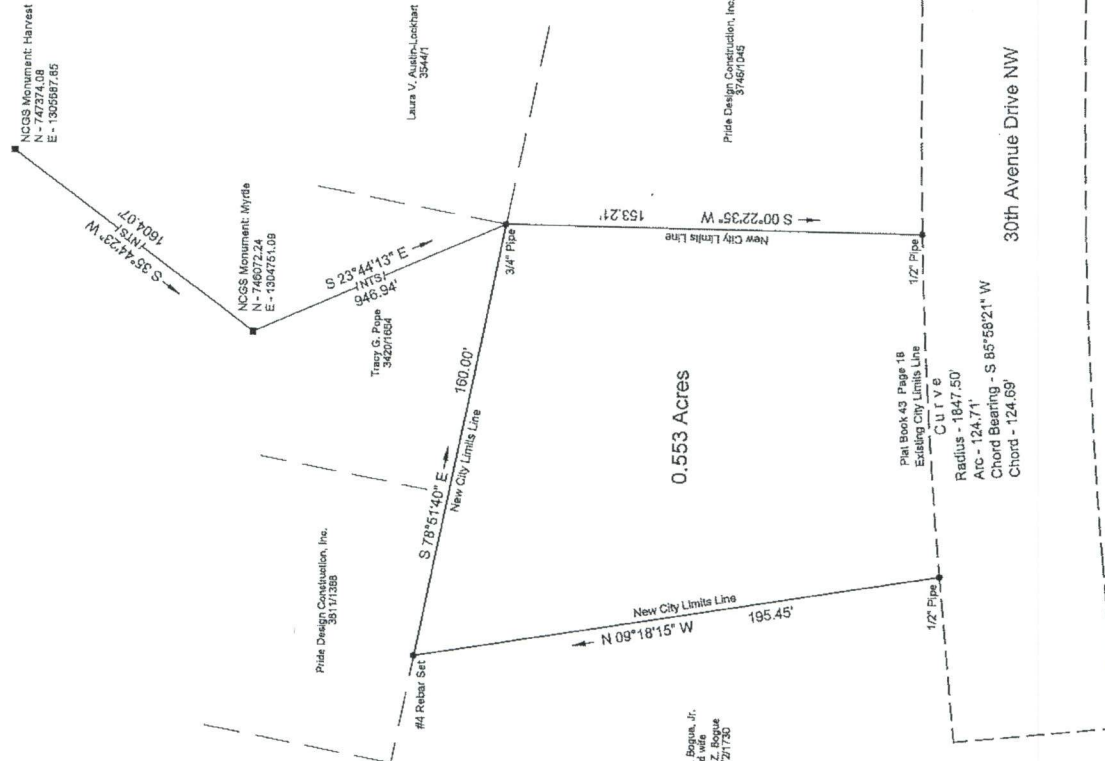 NCGS Monument: Harvest
N - 747374.08
E - 1305687.85
S 35°44'23" W
(NTS)
1604.07'
Laura V. Austin-Lockhart
3544/1
Pride Design Construction, Inc.
3746/1045
NCGS Monument: Myrtle
N - 746072.24
E - 1304751.09
S 23°44'13" E
(NTS)
946.94'
Tracy G. Pope
3420/1664
3/4" Pipe
S 78°51'40" E
160.00'
New City Limits Line
Pride Design Construction, Inc.
3811/1388
#4 Rebar Set
S 00°22'35" W
153.21'
New City Limits Line
1/2" Pipe
0.553 Acres
New City Limits Line
N 09°18'15" W
195.45'
1/2" Pipe
Bogue, Jr.
d wife
Z. Bogue
2/1730
Plat Book 43 Page 18
Existing City Limits Line
Curve
Radius - 1847.50'
Arc - 124.71'
Chord Bearing - S 85°58'21" W
Chord - 124.69'
30th Avenue Drive NW